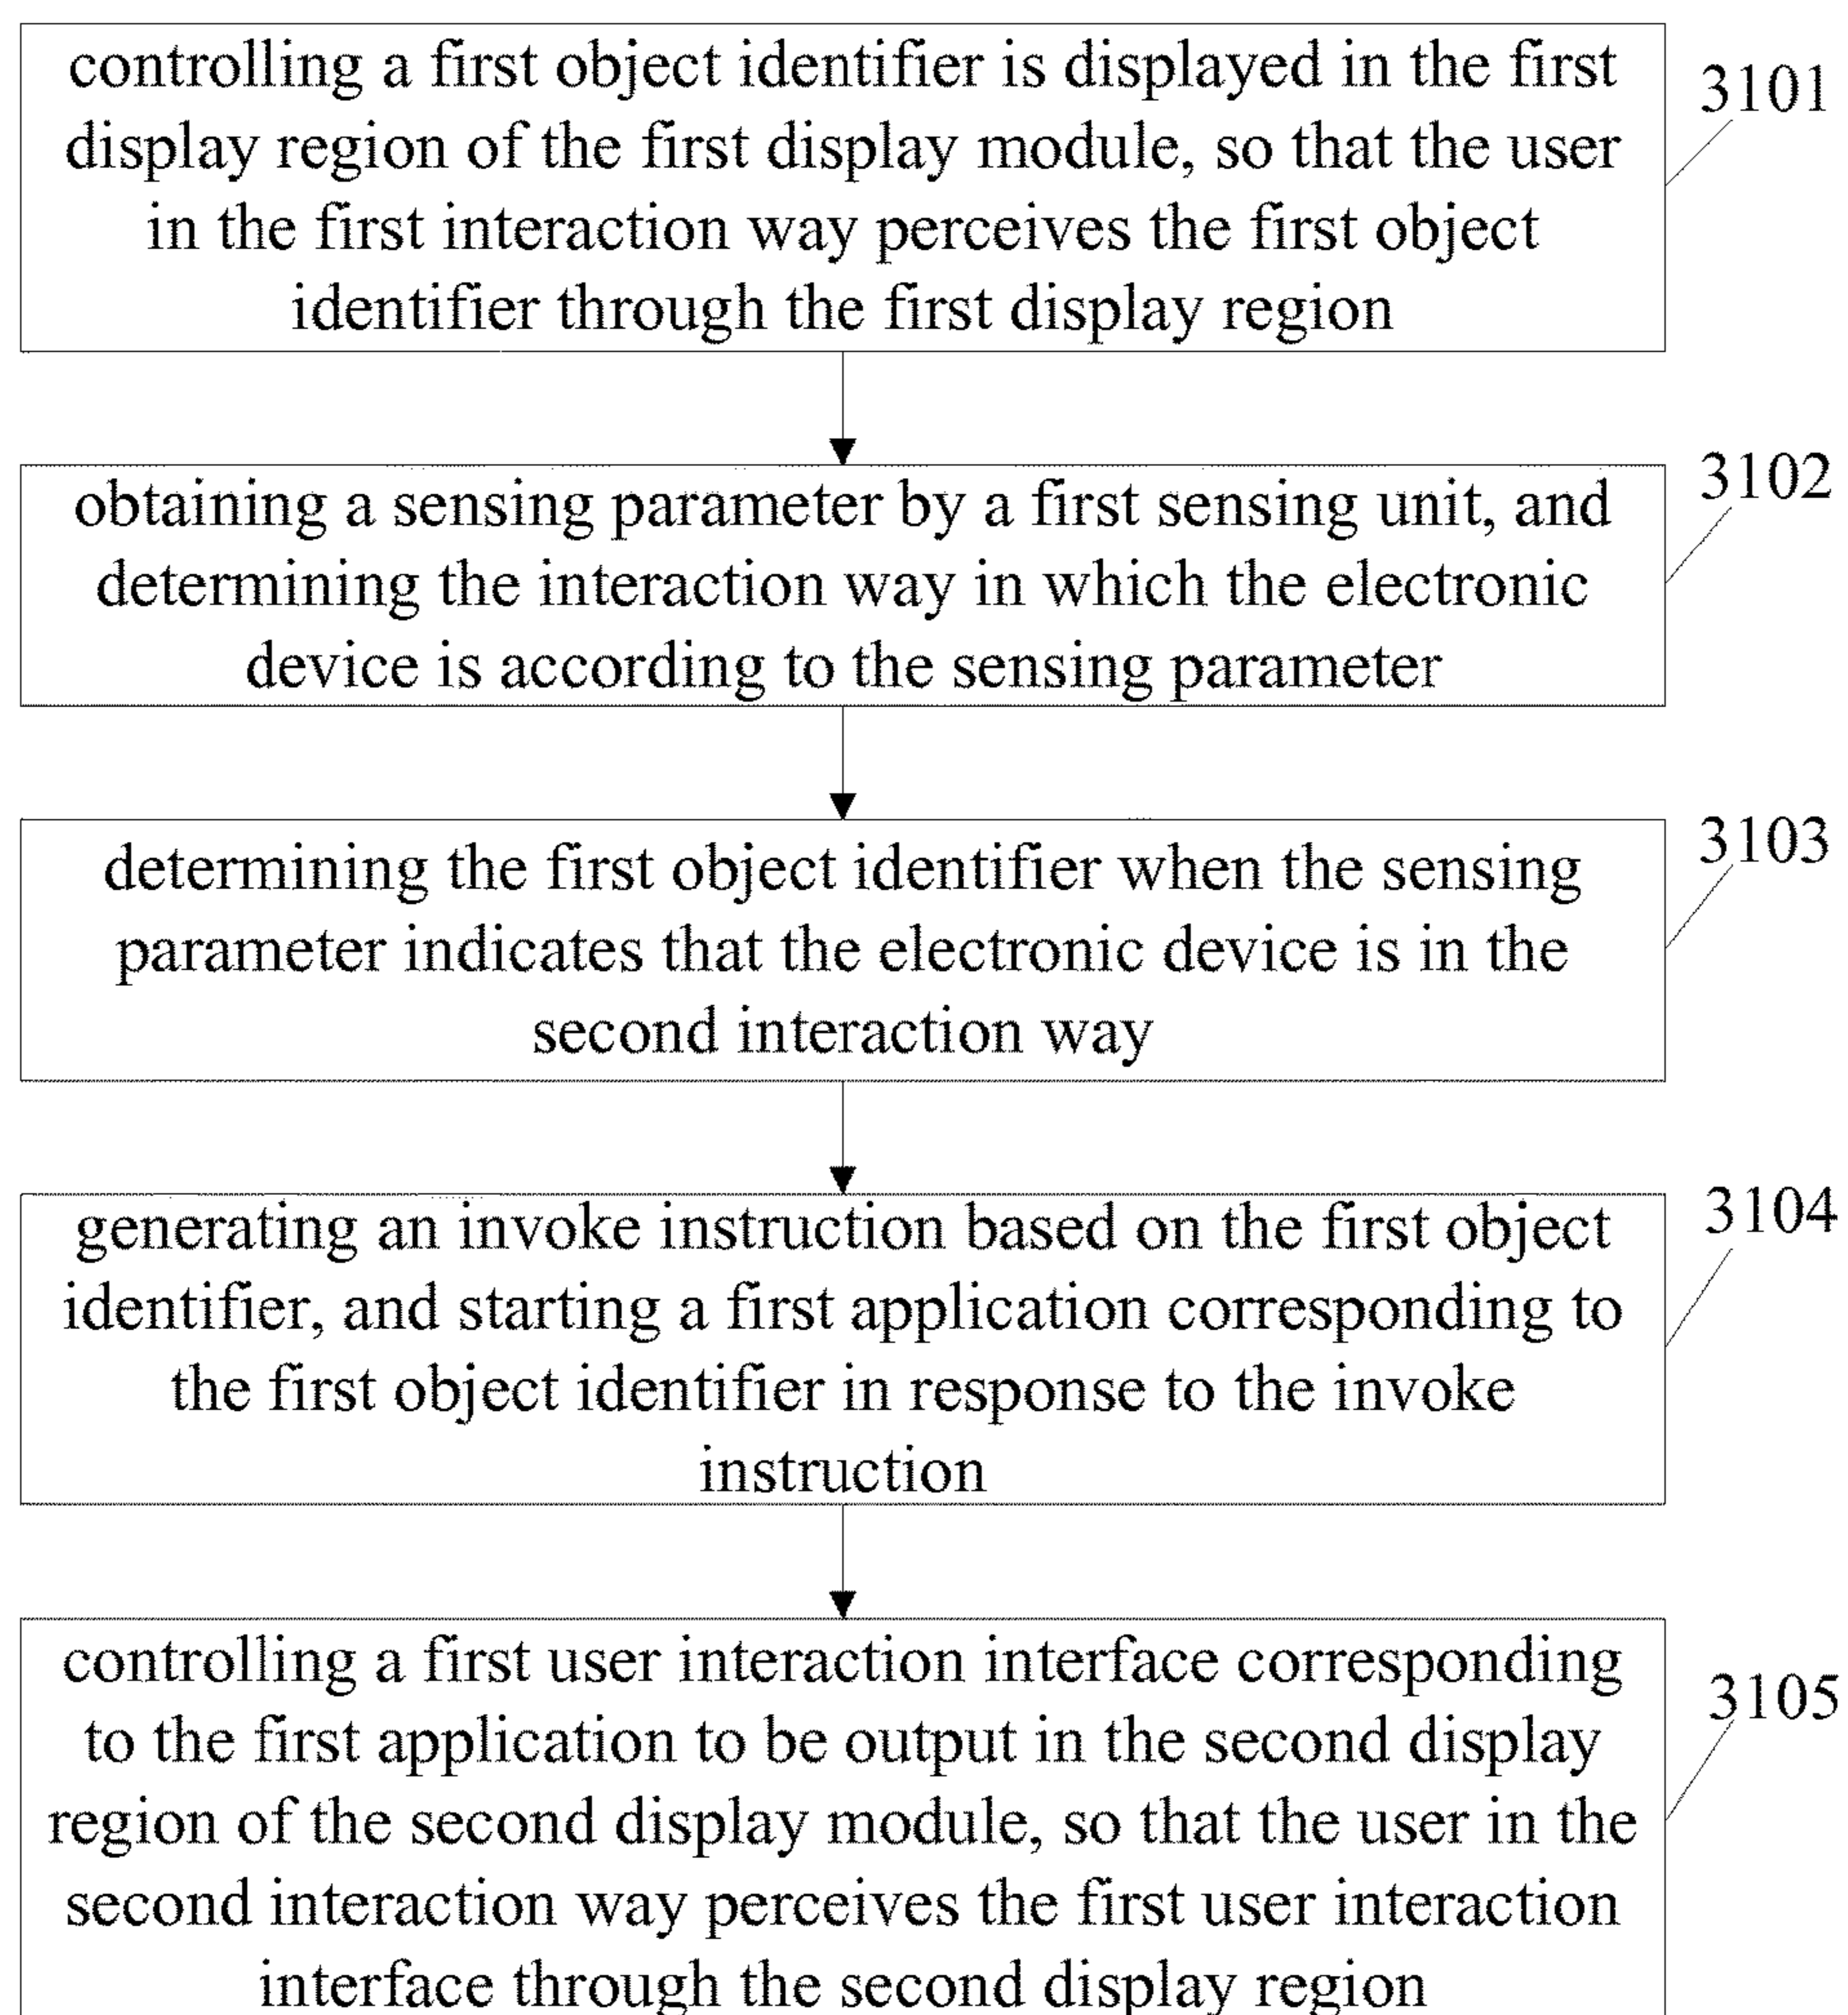 controlling a first object identifier is displayed in the first
display region of the first display module, so that the user
in the first interaction way perceives the first object
identifier through the first display region
3101
obtaining a sensing parameter by a first sensing unit, and
determining the interaction way in which the electronic
device is according to the sensing parameter
3102
determining the first object identifier when the sensing
parameter indicates that the electronic device is in the
second interaction way
3103
generating an invoke instruction based on the first object
identifier, and starting a first application corresponding to
the first object identifier in response to the invoke
instruction
3104
controlling a first user interaction interface corresponding
to the first application to be output in the second display
region of the second display module, so that the user in the
second interaction way perceives the first user interaction
interface through the second display region
3105